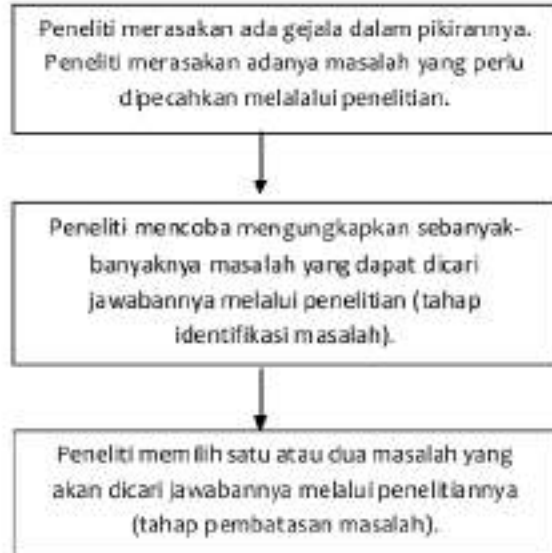 Peneliti merasakan ada gejala dalam pikirannya.
Peneliti merasakan adanya masalah yang perlu
dipecahkan melalalui penelitian.
Peneliti mencoba mengungkapkan sebanyak-
banyaknya masalah yang dapat dicari
jawabannya melalui penelitian (tahap
identifikasi masalah).
Peneliti memilih satu atau dua masalah yang
akan dicari jawabannya melalui penelitiannya
(tahap pembatasan masalah).